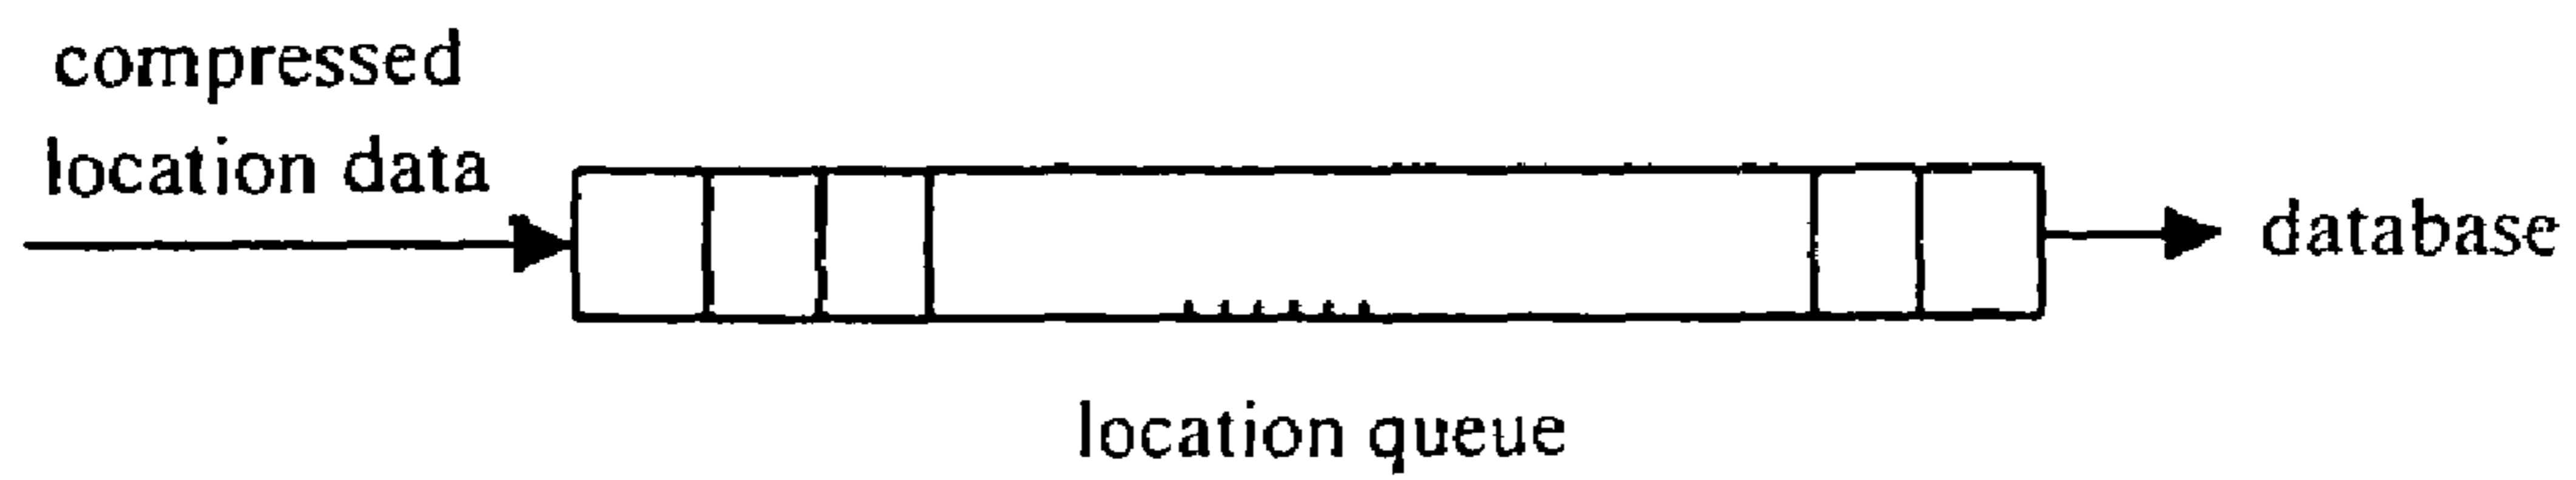 compressed
location data
database
location queue